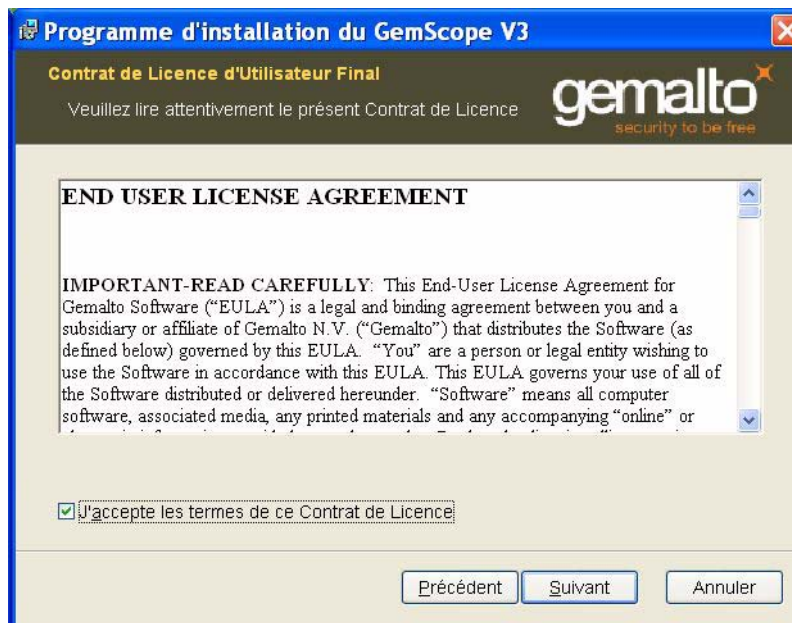 Programme d'installation du GemScope V3
Contrat de Licence d'Utilisateur Final
Veuillez lire attentivement le présent Contrat de Licence
gemalto
security to be free
END USER LICENSE AGREEMENT
IMPORTANT-READ CAREFULLY: This End-User License Agreement for
Gemalto Software (“EULA”) is a legal and binding agreement between you and a
subsidiary or affiliate of Gemalto N.V. (“Gemalto”) that distributes the Software (as
defined below) governed by this EULA. “You” are a person or legal entity wishing to
use the Software in accordance with this EULA. This EULA governs your use of all of
the Software distributed or delivered hereunder. “Software” means all computer
software, associated media, any printed materials and any accompanying “online” or
J'accepte les termes de ce Contrat de Licence
Précédent
Suivant
Annuler